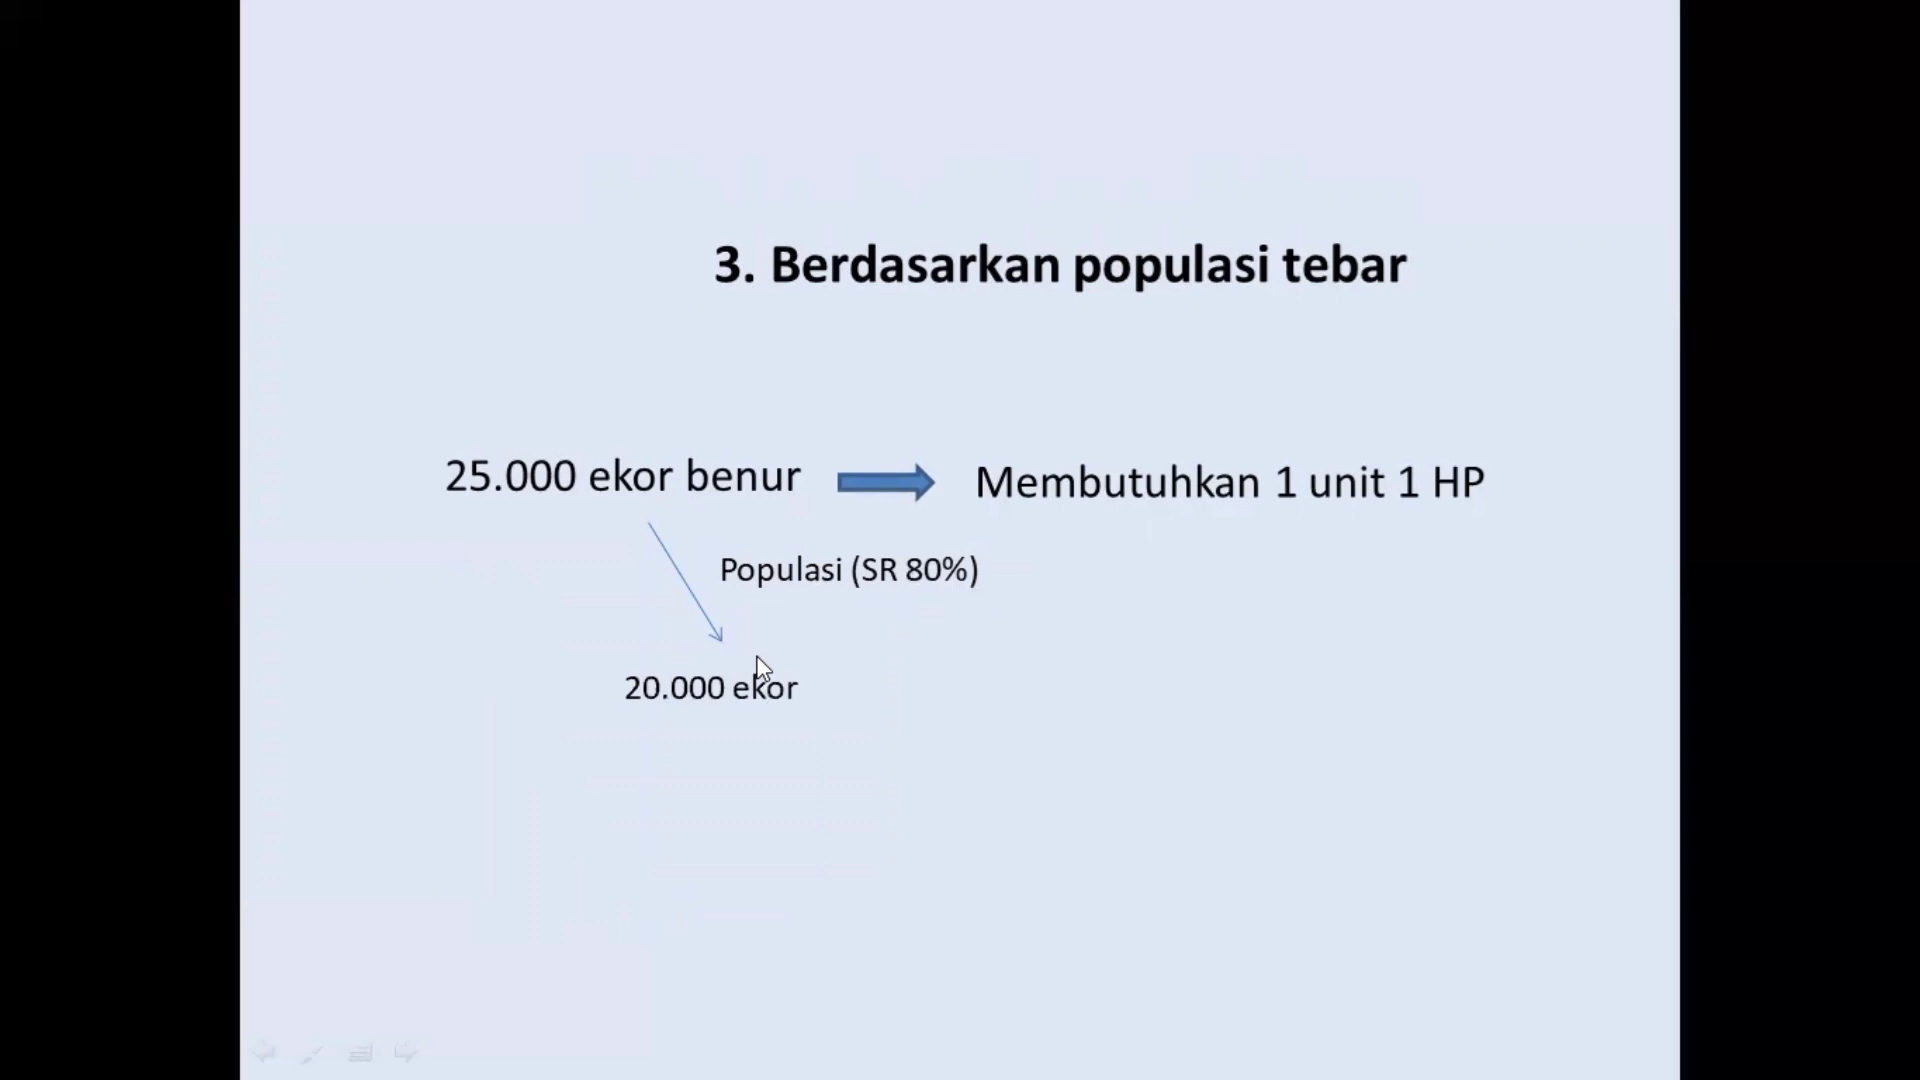 3. Berdasarkan populasi tebar
25.000 ekor benur
Membutuhkan 1 unit 1 HP
Populasi (SR 80%)
20.000 ekor